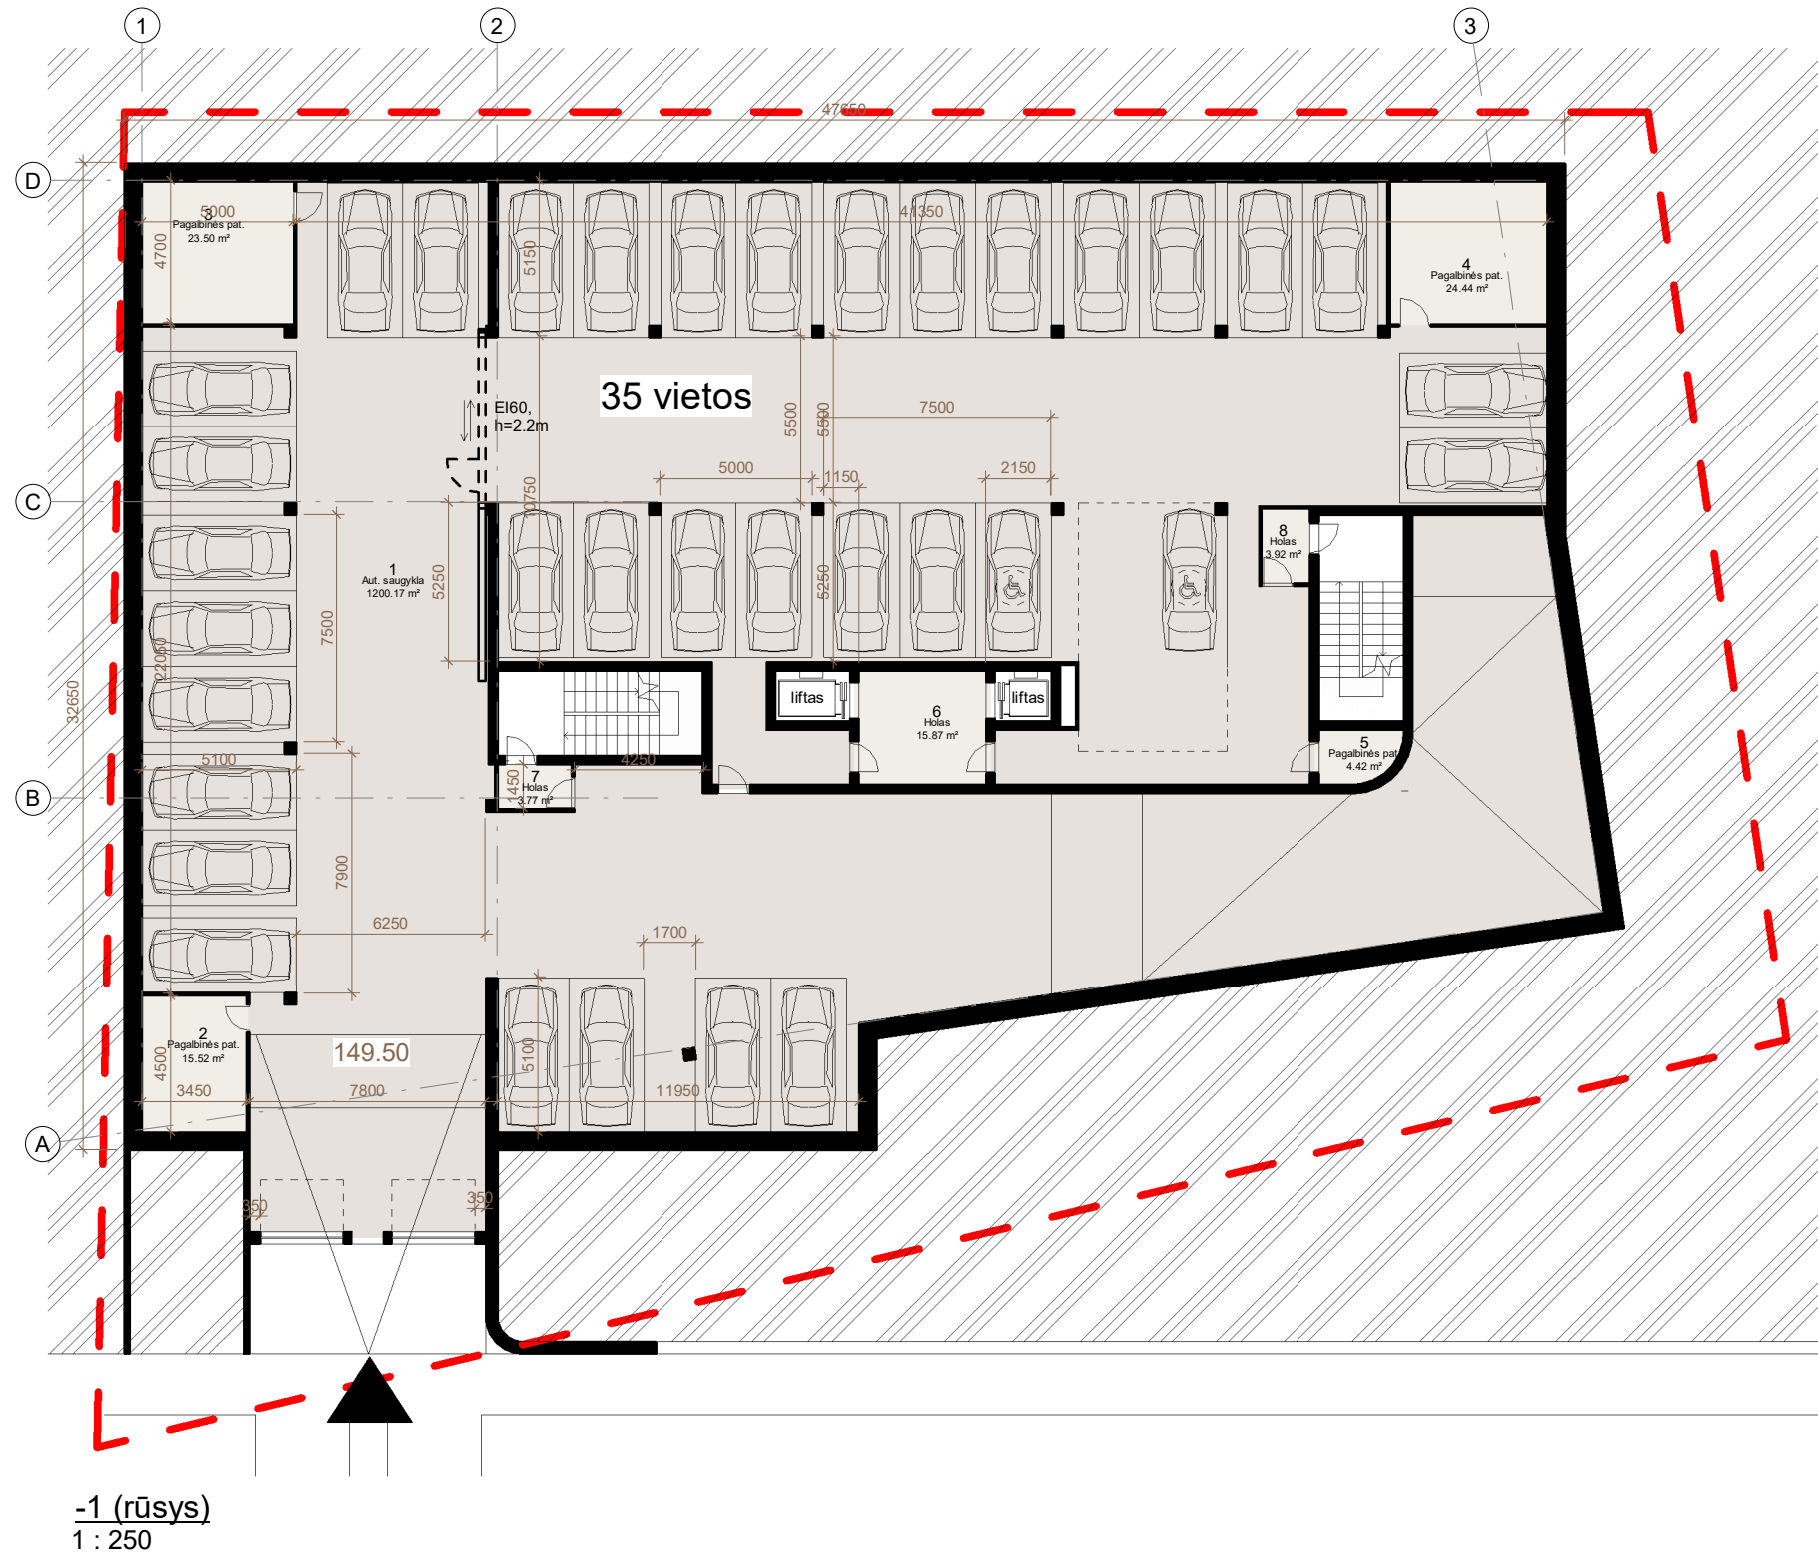 1
2
3
47650
D
3
Pagalbinės pat.
23.50 m²
5000
4700
5150
41350
4
Pagalbinės pat.
24.44 m²
35 vietos
EI60,
h=2.2m
5500
5500
7500
5000
1150
2150
10750
C
1
Aut. saugykla
1200.17 m²
5250
5250
7500
22050
32650
8
Holas
3.92 m²
liftas
liftas
6
Holas
15.87 m²
5
Pagalbinės pat.
4.42 m²
5100
4250
1450
7
Holas
3.77 m²
B
7900
6250
1700
2
Pagalbinės pat.
15.52 m²
4500
3450
149.50
7800
5100
11950
A
350
350
-1 (rūsys)
1 : 250